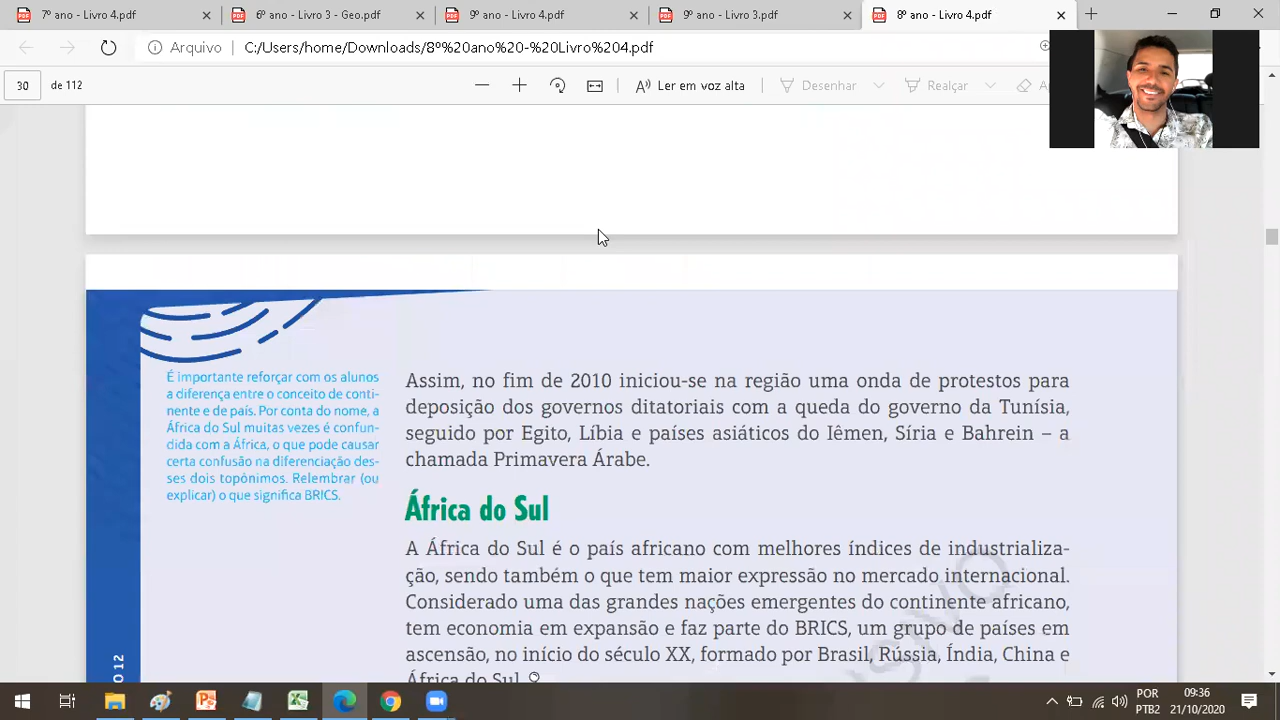 7º ano - Livro 4.pdf
6º ano - Livro 3 - Geo.pdf
9º ano - Livro 4.pdf
9º ano - Livro 3.pdf
8º ano - Livro 4.pdf
Arquivo
C:/Users/home/Downloads/8º%20ano%20-%20Livro%204.pdf
30
de 112
Ler em voz alta
Desenhar
Realçar
É importante reforçar com os alunos
a diferença entre o conceito de conti-
nente e de país. Por conta do nome, a
África do Sul muitas vezes é confun-
dida com a África, o que pode causar
certa confusão na diferenciação des-
ses dois topônimos. Relembrar (ou
explicar) o que significa BRICS.
Assim, no fim de 2010 iniciou-se na região uma onda de protestos para
deposição dos governos ditatoriais com a queda do governo da Tunísia,
seguido por Egito, Líbia e países asiáticos do Iêmen, Síria e Bahrein – a
chamada Primavera Árabe.
África do Sul
A África do Sul é o país africano com melhores índices de industrializa-
ção, sendo também o que tem maior expressão no mercado internacional.
Considerado uma das grandes nações emergentes do continente africano,
tem economia em expansão e faz parte do BRICS, um grupo de países em
ascensão, no início do século XX, formado por Brasil, Rússia, Índia, China e
África do Sul.
O 12
POR
PTB2
09:36
21/10/2020